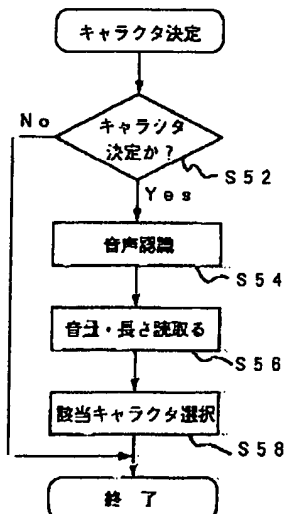 キャラクタ決定
No
キャラクタ
決定か?
S52
Yes
音声認識
S54
音量・長さ読取る
S56
該当キャラクタ選択
S58
終了